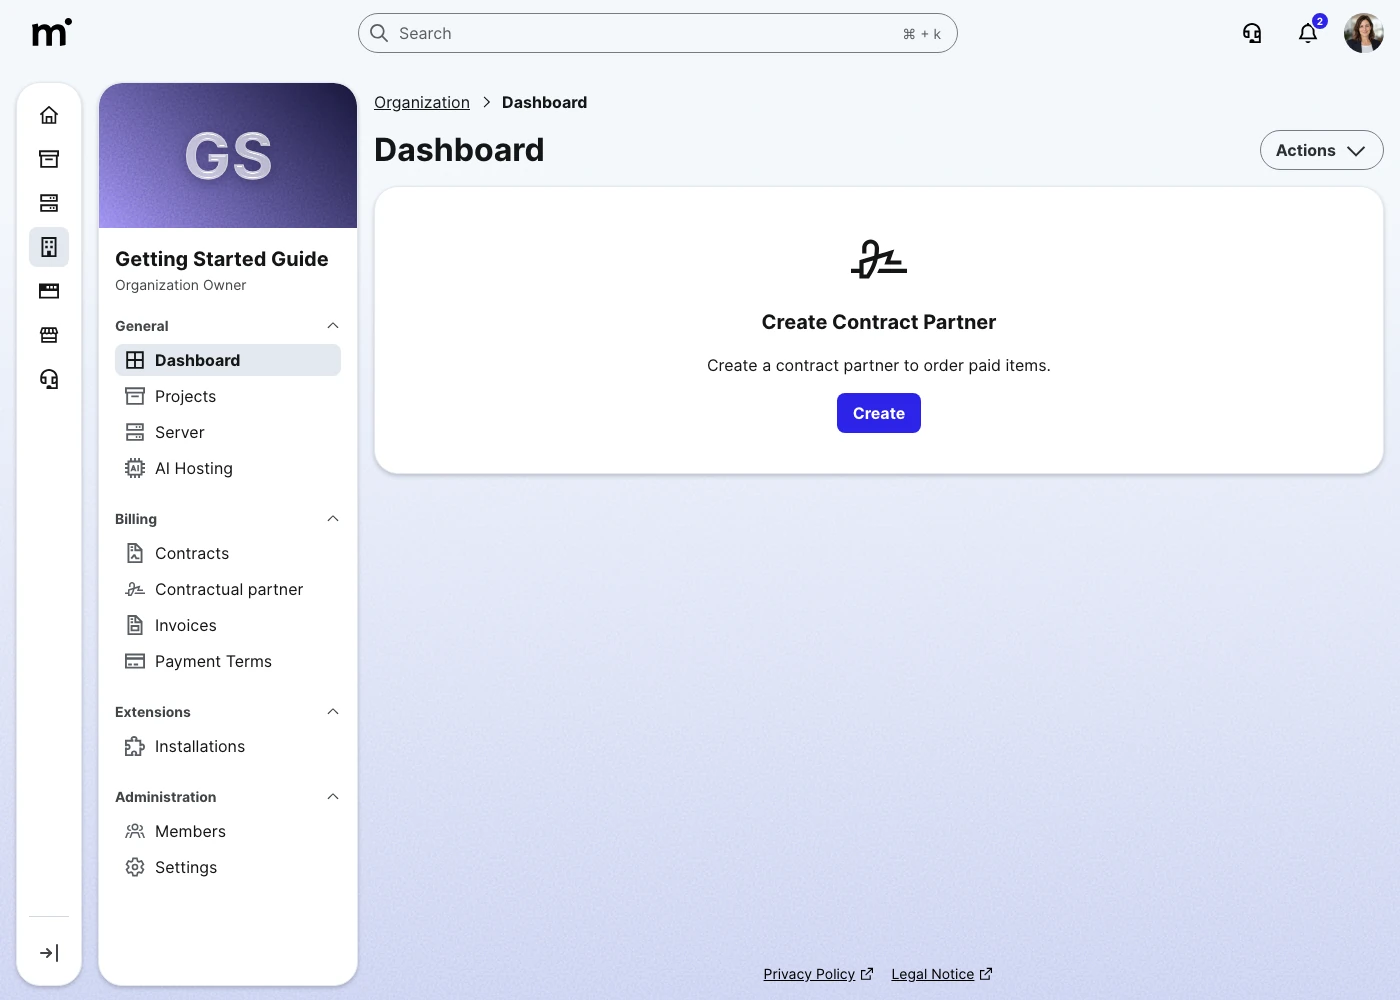 m
Search
⌘ + k
2
GS
Getting Started Guide
Organization Owner
General
Dashboard
Projects
Server
AI Hosting
Billing
Contracts
Contractual partner
Invoices
Payment Terms
Extensions
Installations
Administration
Members
Settings
Organization > Dashboard
Dashboard
Actions
Create Contract Partner
Create a contract partner to order paid items.
Create
Privacy Policy
Legal Notice